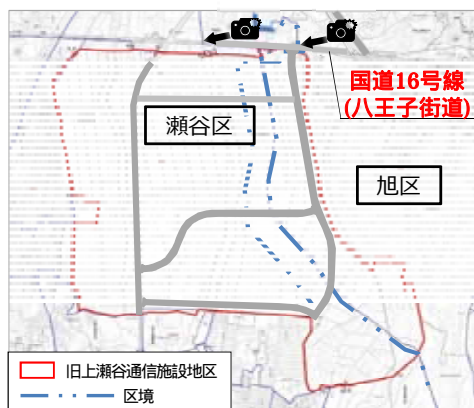 国道16号線
(八王子街道)
瀬谷区
旭区
旧上瀬谷通信施設地区
区境